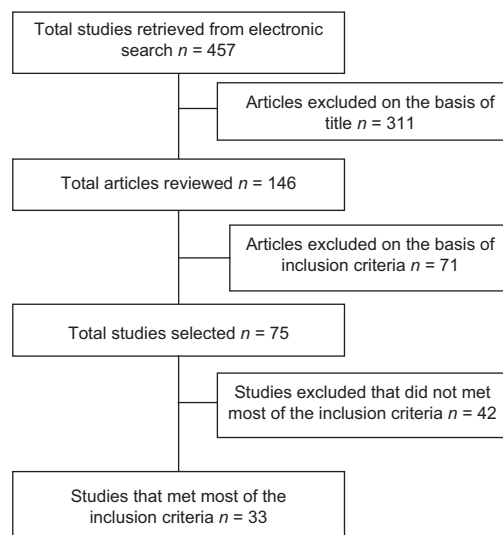 Total studies retrieved from electronic
search n = 457
Articles excluded on the basis of
title n = 311
Total articles reviewed n = 146
Articles excluded on the basis of
inclusion criteria n = 71
Total studies selected n = 75
Studies excluded that did not met
most of the inclusion criteria n = 42
Studies that met most of the
inclusion criteria n = 33